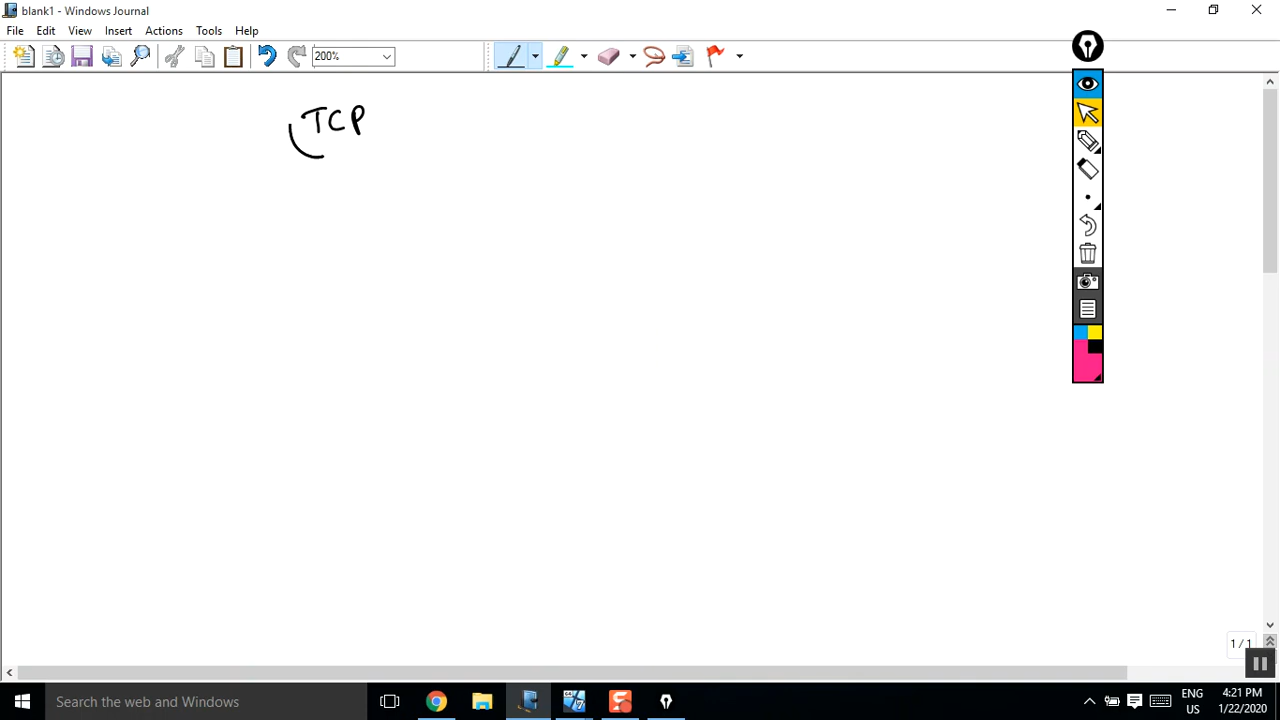 blank1 - Windows Journal
File Edit View Insert Actions Tools Help
200%
TCP
1 / 1
Search the web and Windows
64
ENG 4:21 PM
US 1/22/2020